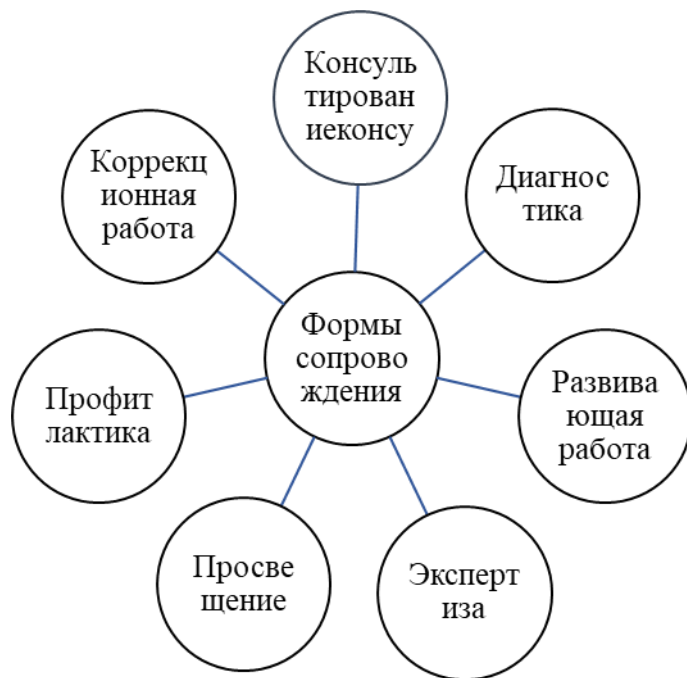 Консуль
тирован
иеконсу
Коррекц
ионная
работа
Диагнос
тика
Формы
сопрово
ждения
Профит
лактика
Развива
ющая
работа
Просве
щение
Эксперт
иза